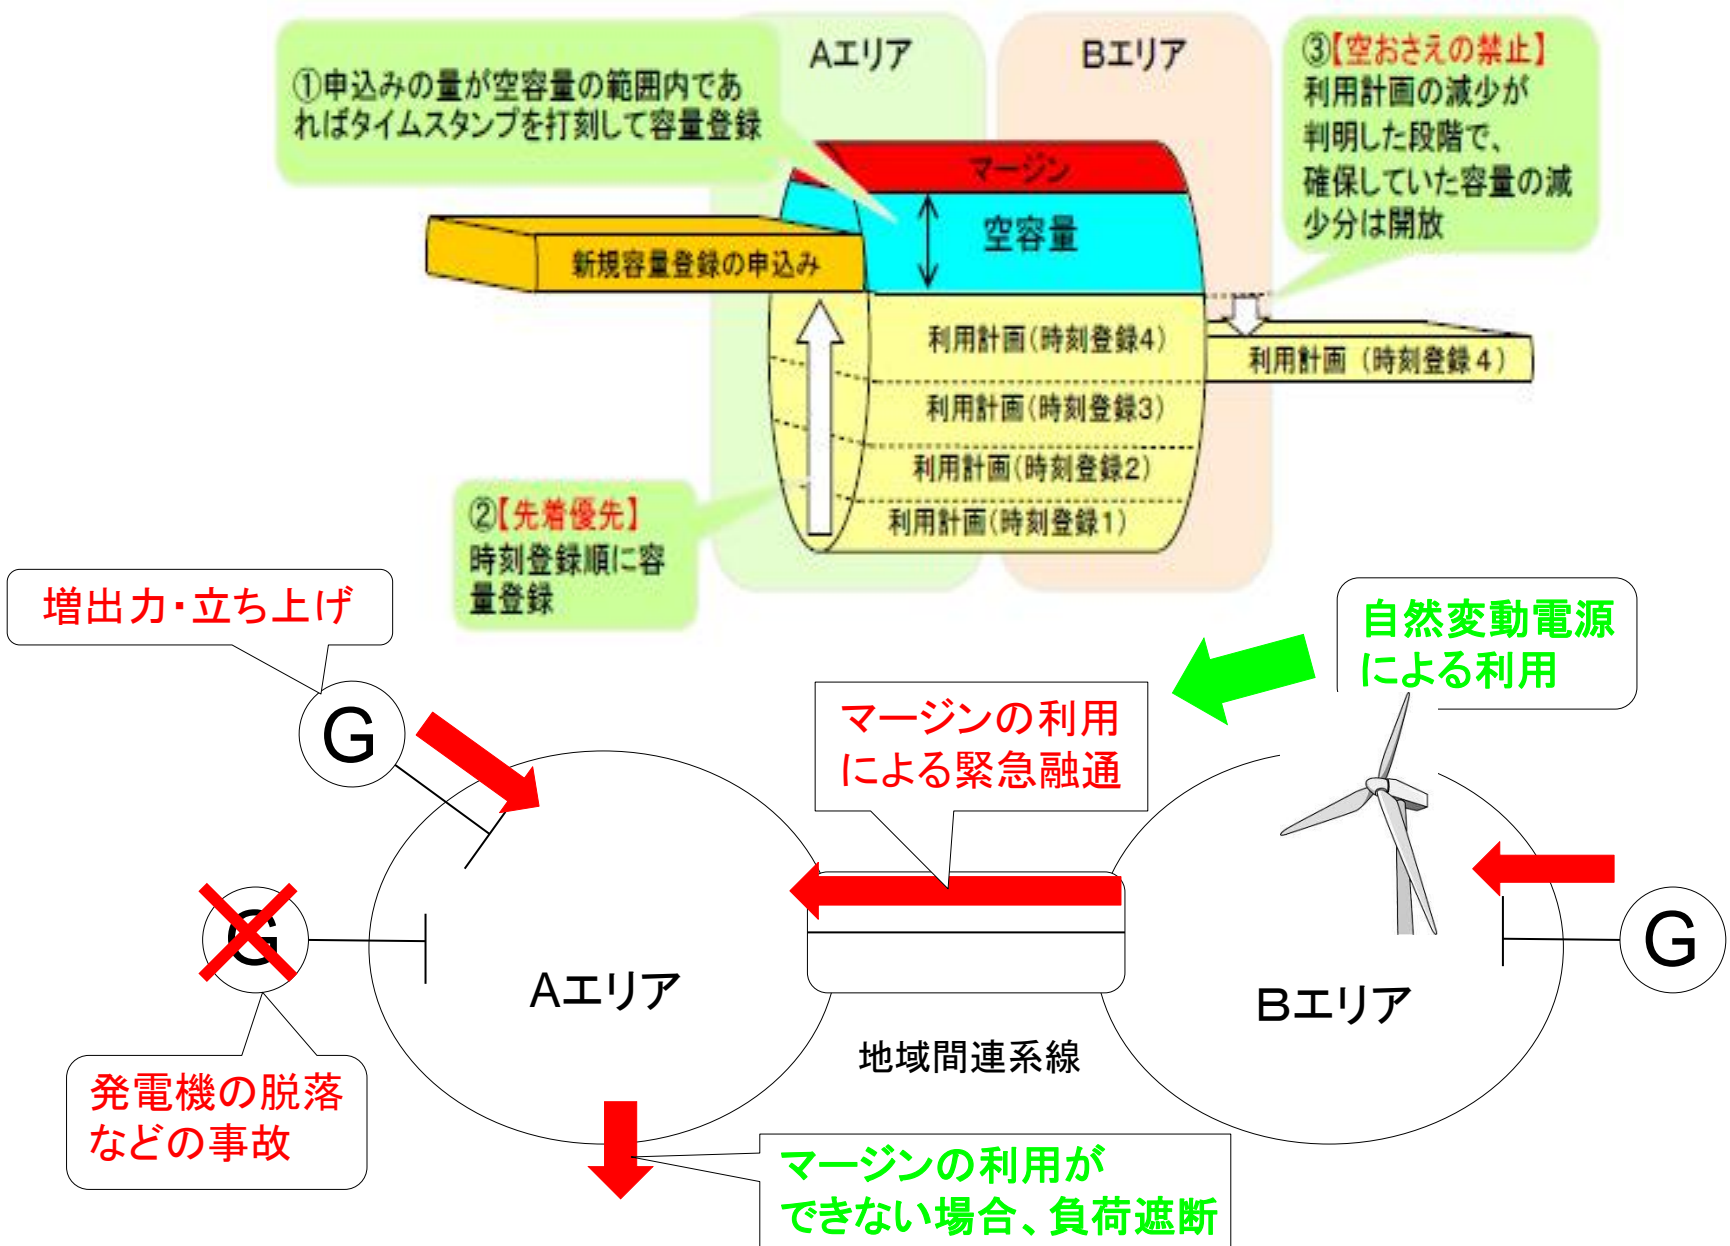 ①申込みの量が空容量の範囲内であ
ればタイムスタンプを打刻して容量登録
Aエリア
Bエリア
③【空おさえの禁止】
利用計画の減少が
判明した段階で、
確保していた容量の減
少分は開放
マージン
空容量
新規容量登録の申込み
利用計画(時刻登録4)
利用計画(時刻登録4)
利用計画(時刻登録3)
利用計画(時刻登録2)
利用計画(時刻登録1)
②【先着優先】
時刻登録順に容
量登録
増出力・立ち上げ
自然変動電源
による利用
G
マージンの利用
による緊急融通
G
G
Aエリア
Bエリア
地域間連系線
発電機の脱落
などの事故
マージンの利用が
できない場合、負荷遮断